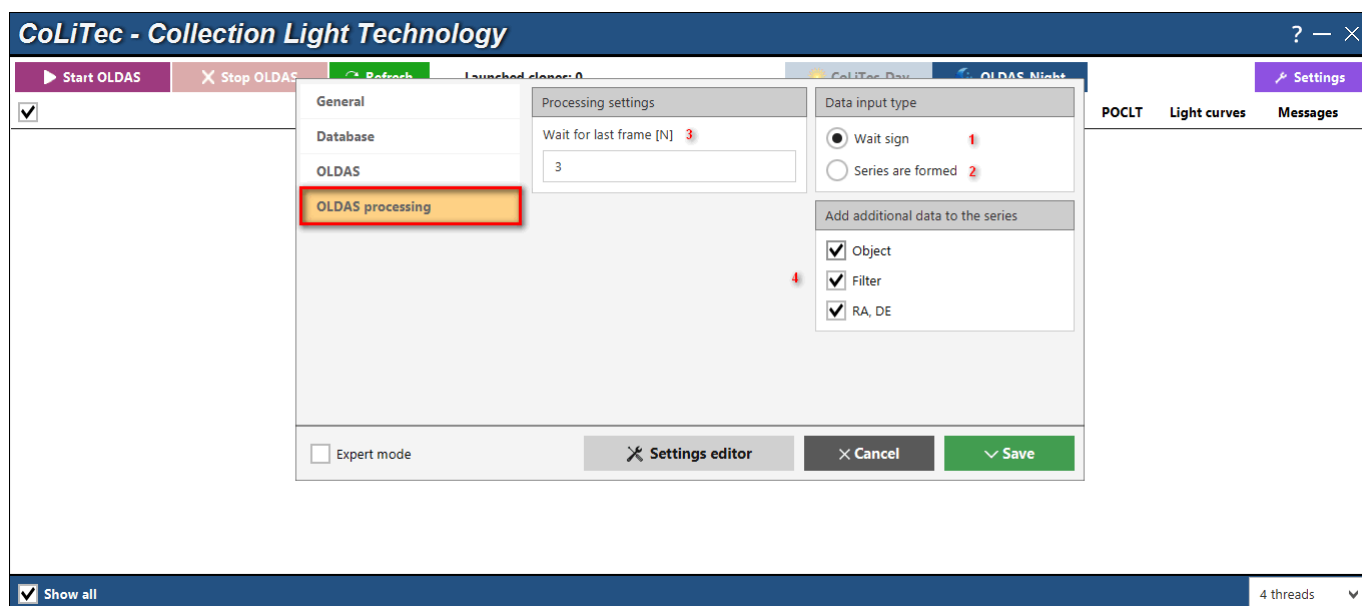 CoLiTec - Collection Light Technology
Start OLDAS
Stop OLDAS
Refresh
Launched clones: 0
CoLiTec-Day
OLDAS-Night
Settings
POCLT
Light curves
Messages
General
Database
OLDAS
OLDAS processing
Processing settings
Wait for last frame [N] 3
3
Data input type
Wait sign 1
Series are formed 2
Add additional data to the series
4
Object
Filter
RA, DE
Expert mode
Settings editor
Cancel
Save
Show all
4 threads